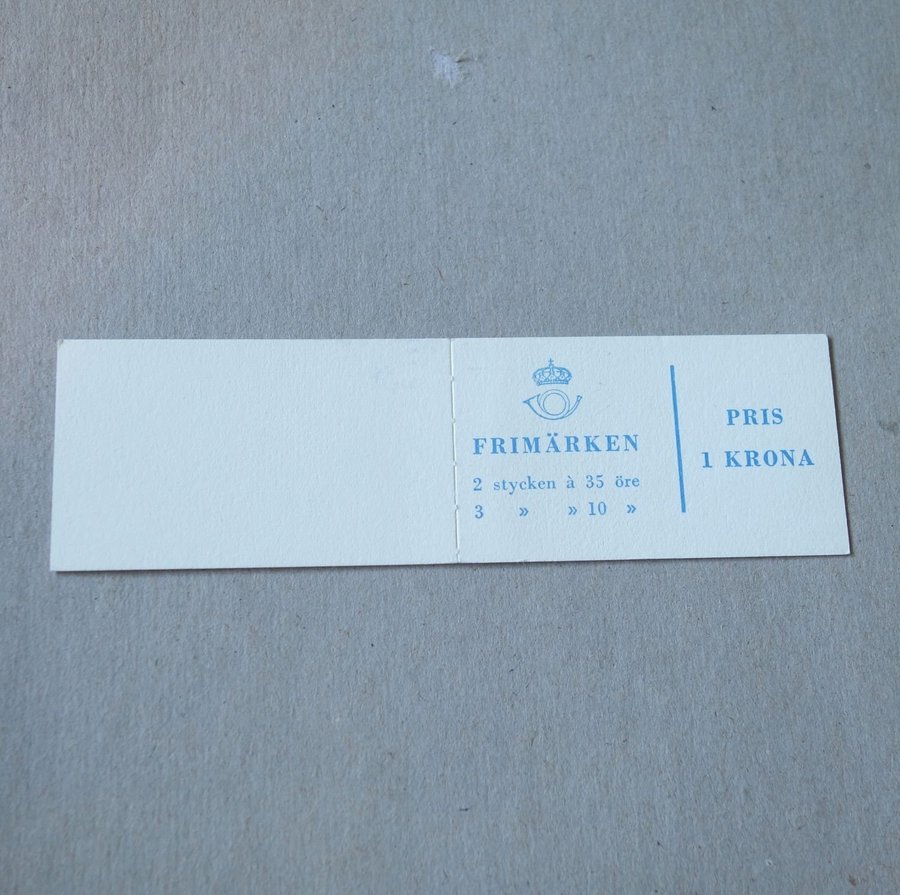 FRIMÄRKEN
2 stycken à 35 öre
3 » » 10 »
PRIS
1 KRONA